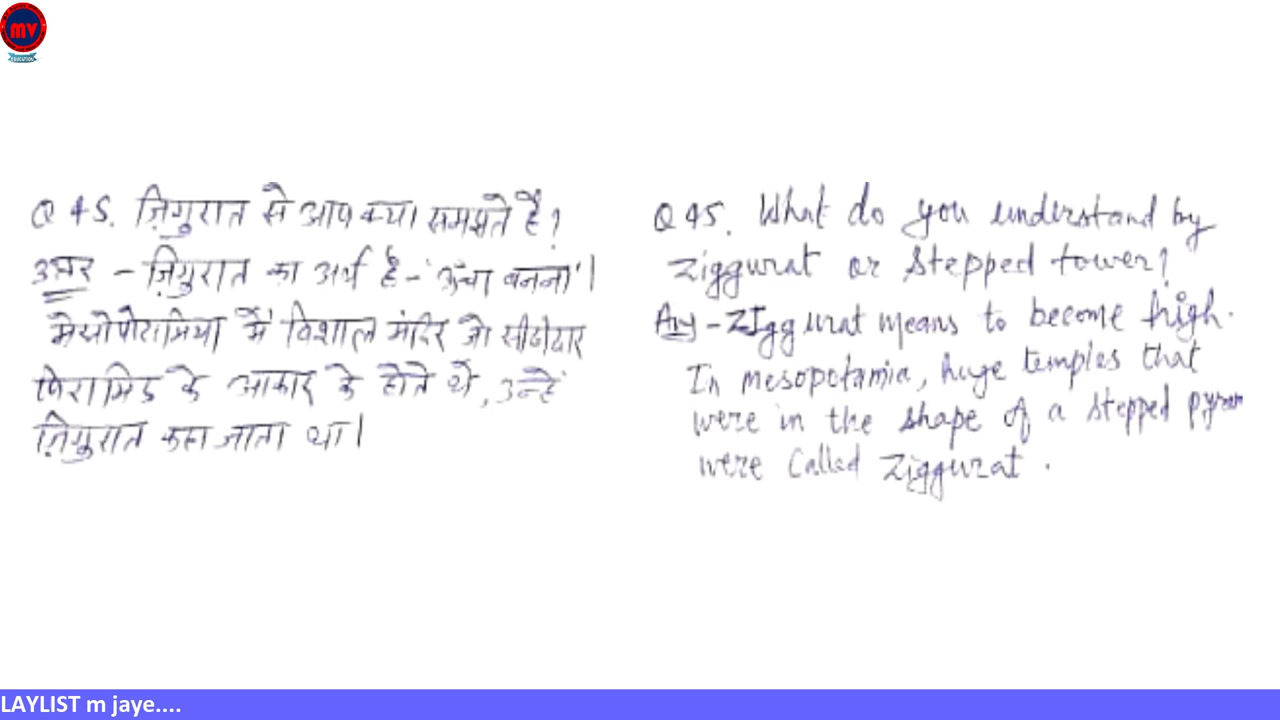 mv
EDUCATION
Q 45. ज़िगुरात से आप क्या समझते हैं?
उत्तर - ज़िगुरात का अर्थ है - 'ऊँचा बनना'।
मेसोपोटामिया में विशाल मंदिर जो सीढीदार
पिरामिड के आकार के होते थे, उन्हें
ज़िगुरात कहा जाता था।
Q 45. What do you understand by
Ziggurat or Stepped tower?
Ans - ZIggurat means to become high.
In mesopotamia, huge temples that
were in the shape of a stepped
were called Ziggurat.
LAYLIST m jaye....